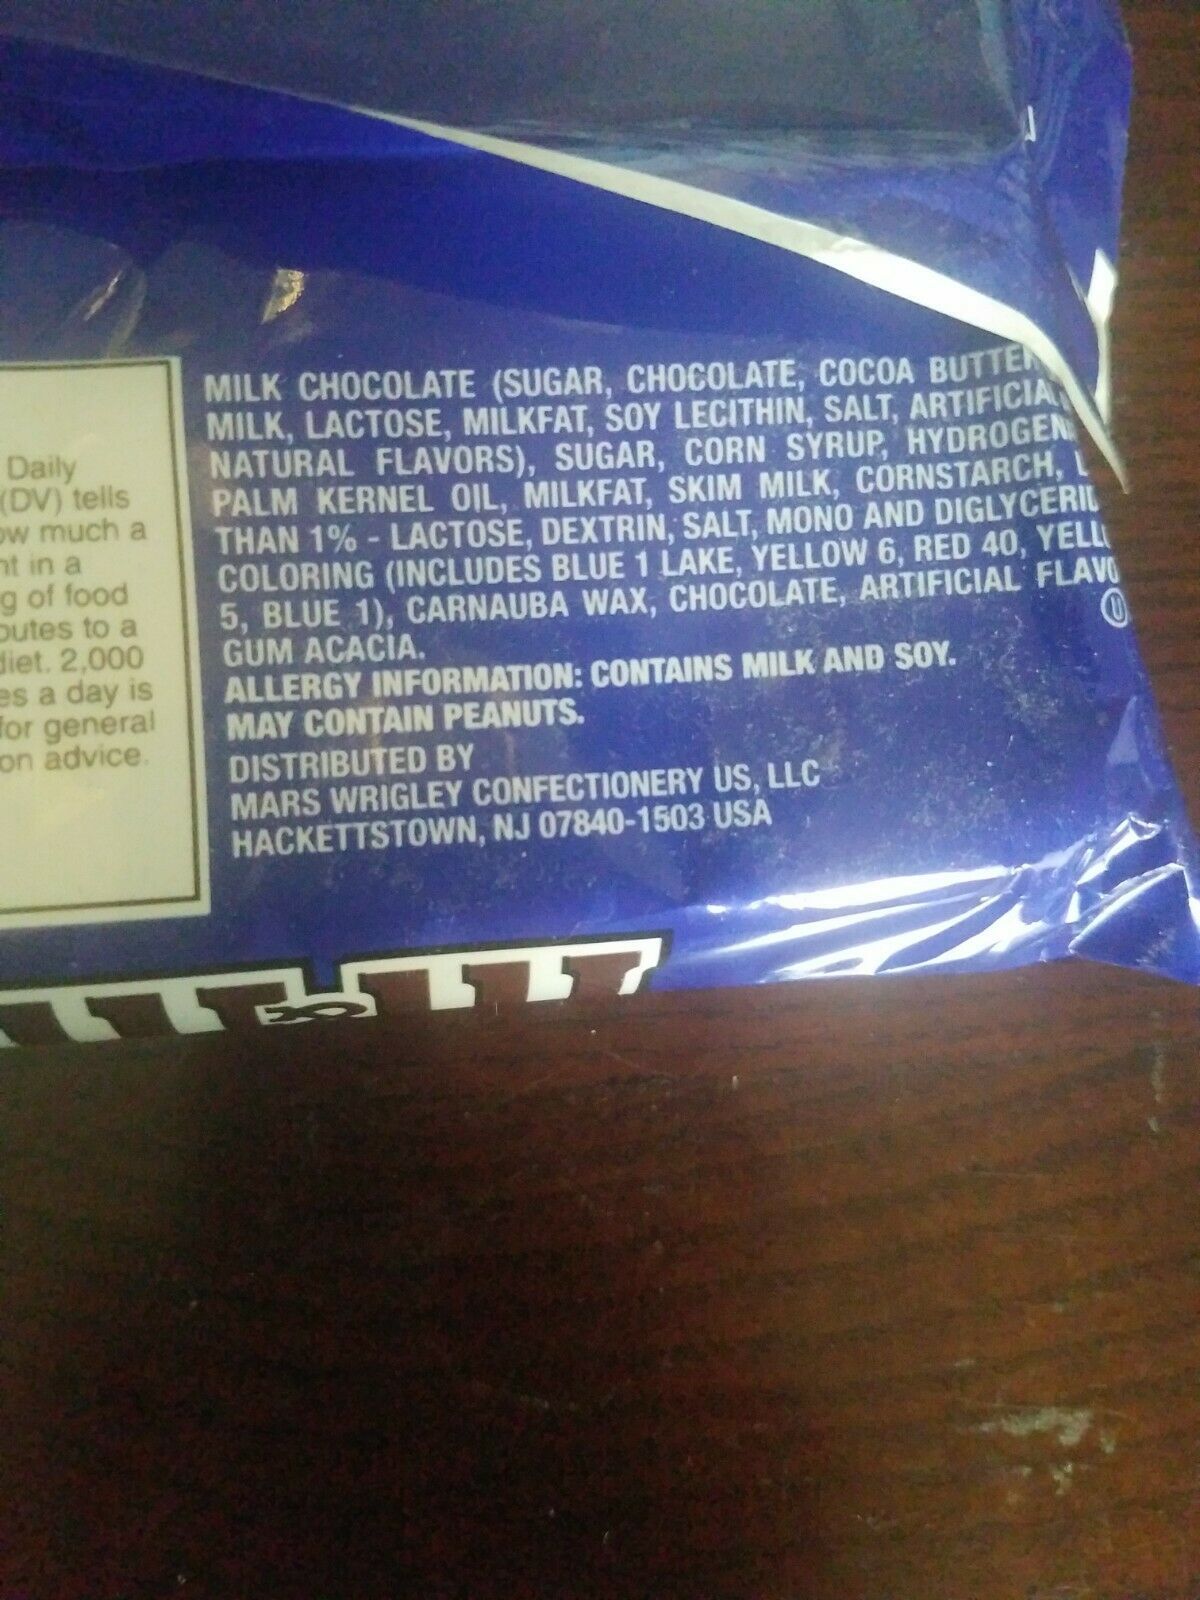 Daily
(DV) tells
ow much a
nt in a
g of food
butes to a
diet. 2,000
es a day is
for general
on advice.
MILK CHOCOLATE (SUGAR, CHOCOLATE, COCOA BUTTER
MILK, LACTOSE, MILKFAT, SOY LECITHIN, SALT, ARTIFICIAL
NATURAL FLAVORS), SUGAR, CORN SYRUP, HYDROGEN
PALM KERNEL OIL, MILKFAT, SKIM MILK, CORNSTARCH, L
THAN 1% - LACTOSE, DEXTRIN, SALT, MONO AND DIGLYCERID
COLORING (INCLUDES BLUE 1 LAKE, YELLOW 6, RED 40, YELL
5, BLUE 1), CARNAUBA WAX, CHOCOLATE, ARTIFICIAL FLAVO
GUM ACACIA.
U
ALLERGY INFORMATION: CONTAINS MILK AND SOY.
MAY CONTAIN PEANUTS.
DISTRIBUTED BY
MARS WRIGLEY CONFECTIONERY US, LLC
HACKETTSTOWN, NJ 07840-1503 USA